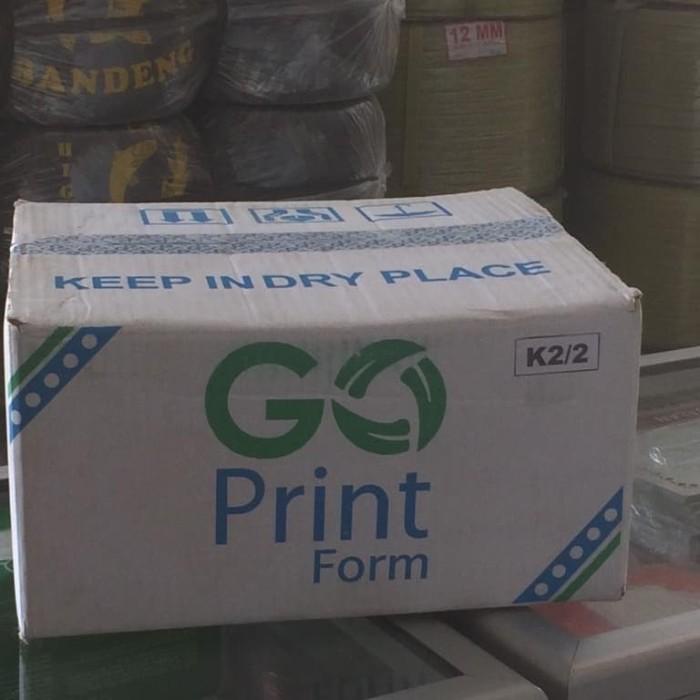 BANDENG
12 MM
KEEP IN DRY PLACE
GO
K2/2
Print
Form